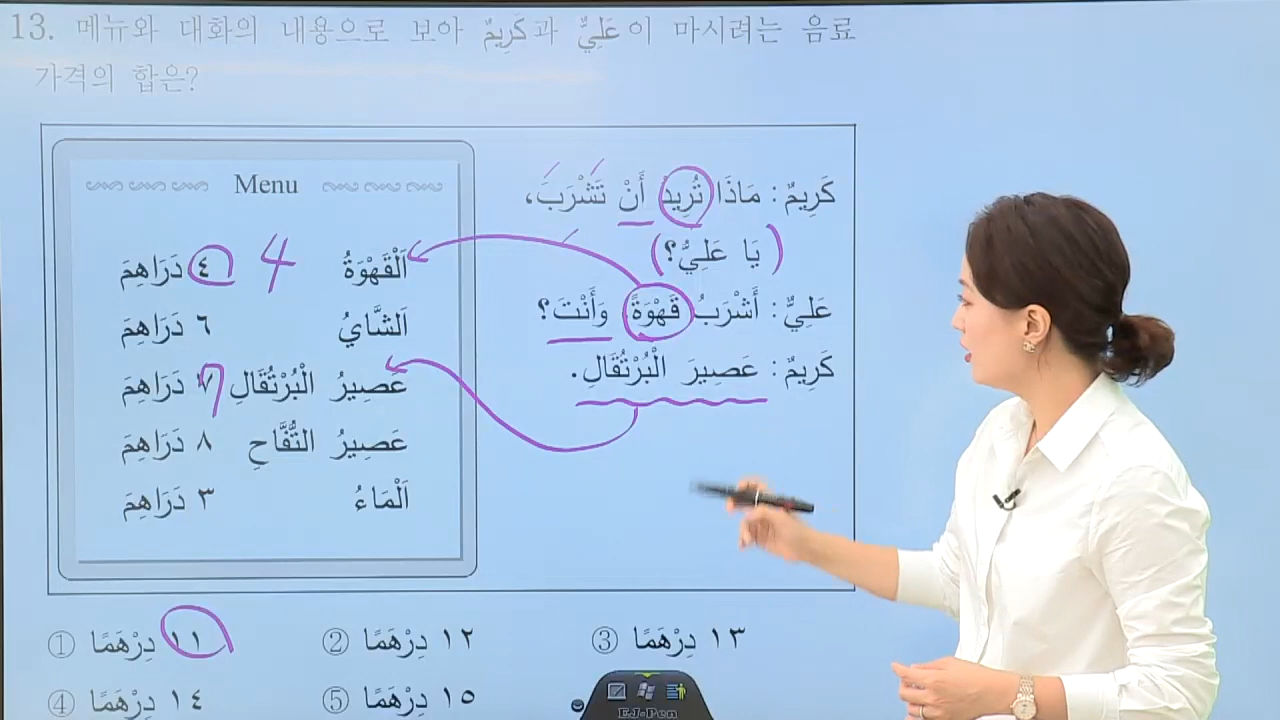 13. 메뉴와 대화의 내용으로 보아 كَرِيمٌ과 عَلِيٌّ이 마시려는 음료
가격의 합은?
Menu
اَلْقَهْوَةُ ٤ دَرَاهِمَ 4
اَلشَّايُ ٦ دَرَاهِمَ
عَصِيرُ الْبُرْتُقَالِ ٧ دَرَاهِمَ 7
عَصِيرُ التُّفَّاحِ ٨ دَرَاهِمَ
اَلْمَاءُ ٣ دَرَاهِمَ
كَرِيمٌ: مَاذَا تُرِيدُ أَنْ تَشْرَبَ،
(يَا عَلِيُّ؟)
عَلِيٌّ: أَشْرَبُ قَهْوَةً وَأَنْتَ؟
كَرِيمٌ: عَصِيرَ الْبُرْتُقَالِ.
① ١١ دِرْهَمًا
② ١٢ دِرْهَمًا
③ ١٣ دِرْهَمًا
④ ١٤ دِرْهَمًا
⑤ ١٥ دِرْهَمًا
EJ-Pen